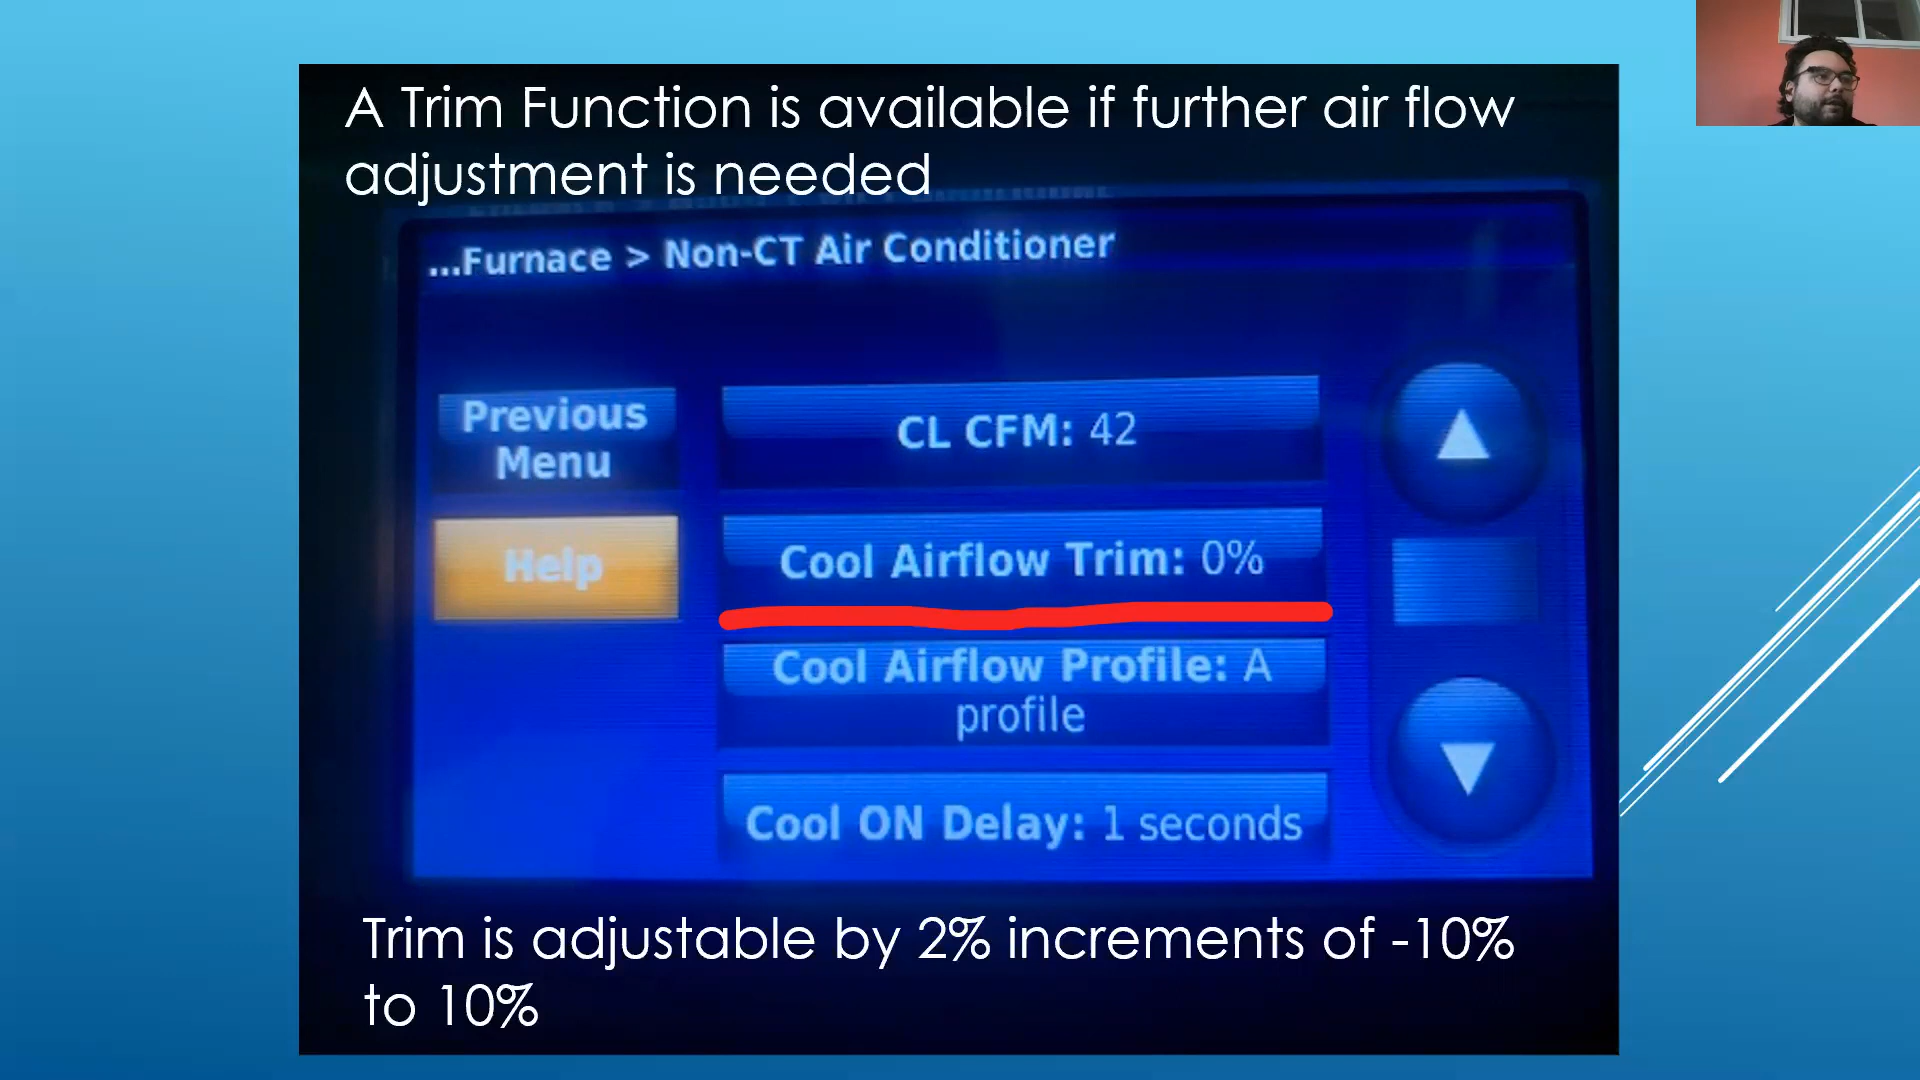 A Trim Function is available if further air flow
adjustment is needed
...Furnace > Non-CT Air Conditioner
Previous
Menu
CL CFM: 42
Help
Cool Airflow Trim: 0%
Cool Airflow Profile: A
profile
Cool ON Delay: 1 seconds
Trim is adjustable by 2% increments of -10%
to 10%